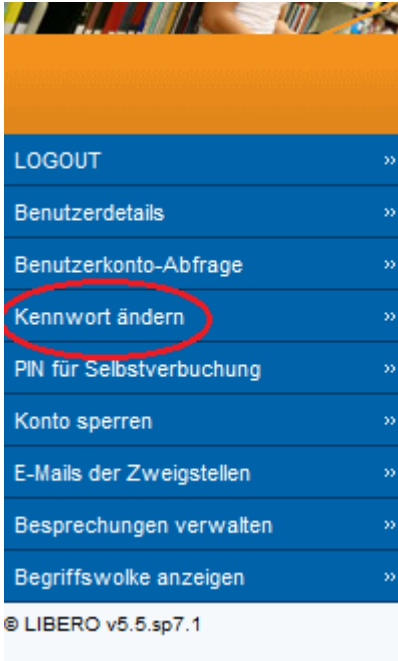 LOGOUT »
Benutzerdetails »
Benutzerkonto-Abfrage »
Kennwort ändern »
PIN für Selbstverbuchung »
Konto sperren »
E-Mails der Zweigstellen »
Besprechungen verwalten »
Begriffswolke anzeigen »
© LIBERO v5.5.sp7.1